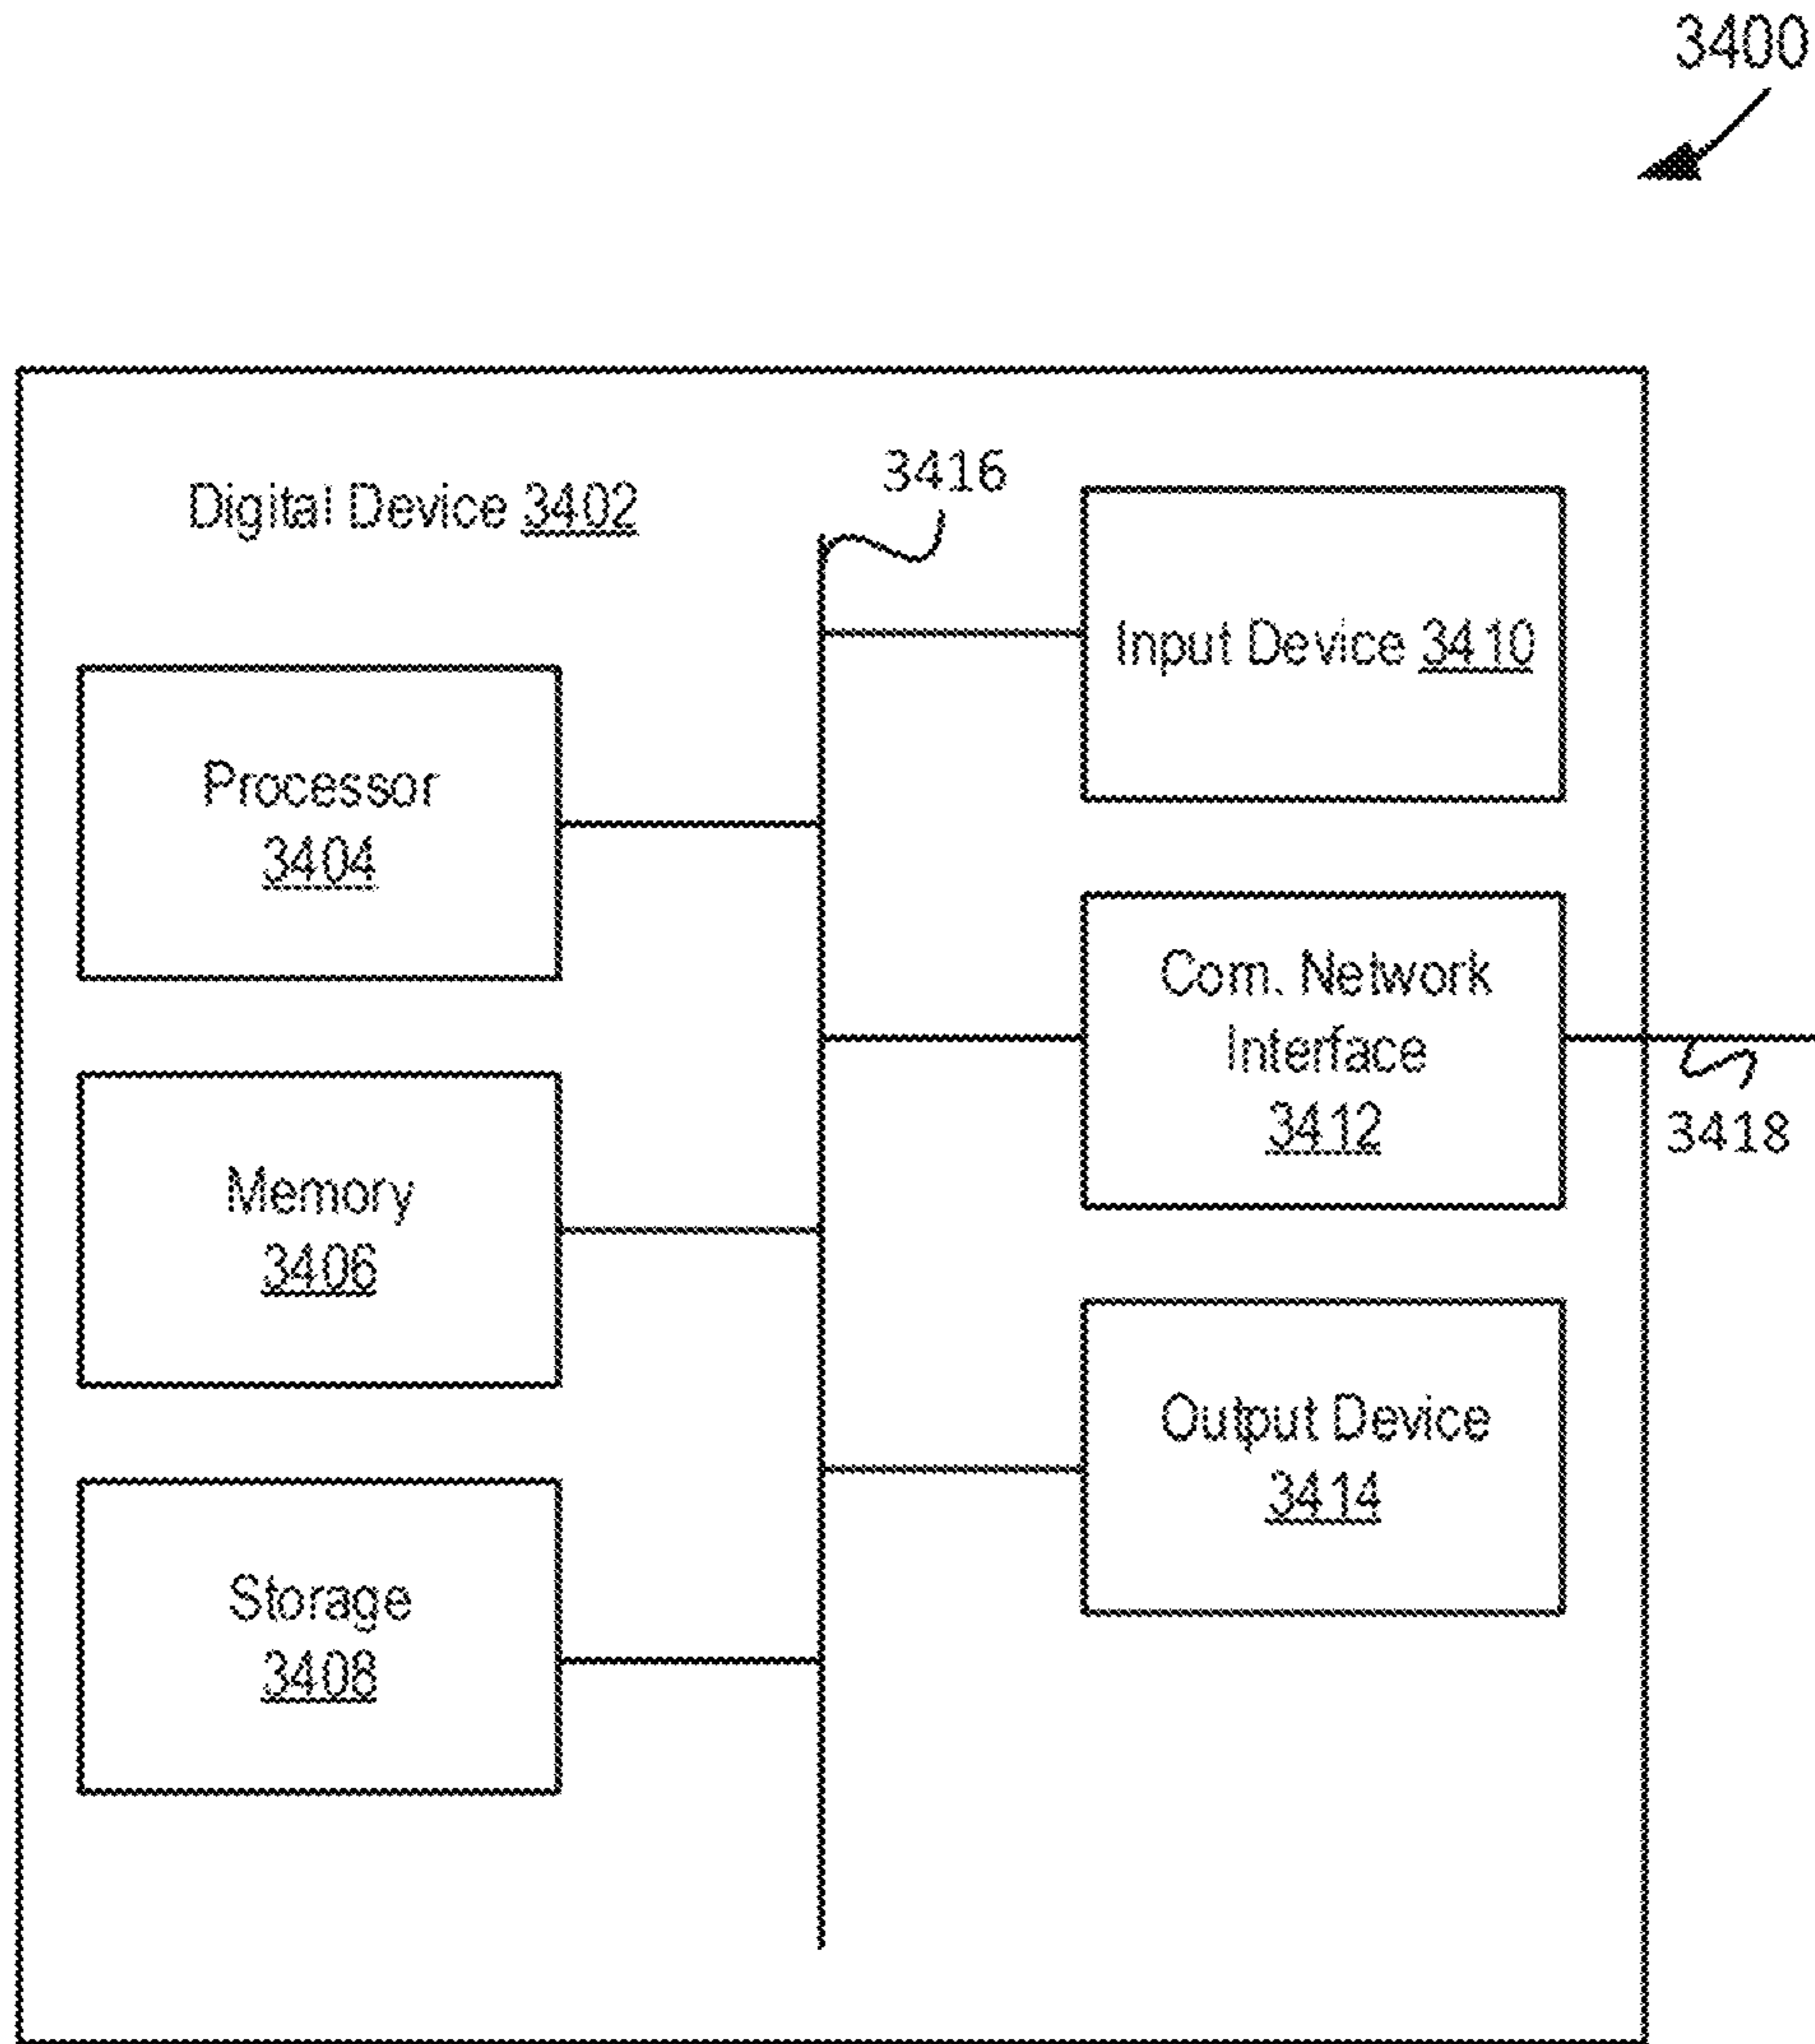 3400
Digital Device 3402
3416
Input Device 3410
Processor
3404
Com. Network
Interface
3412
3418
Memory
3406
Output Device
3414
Storage
3408